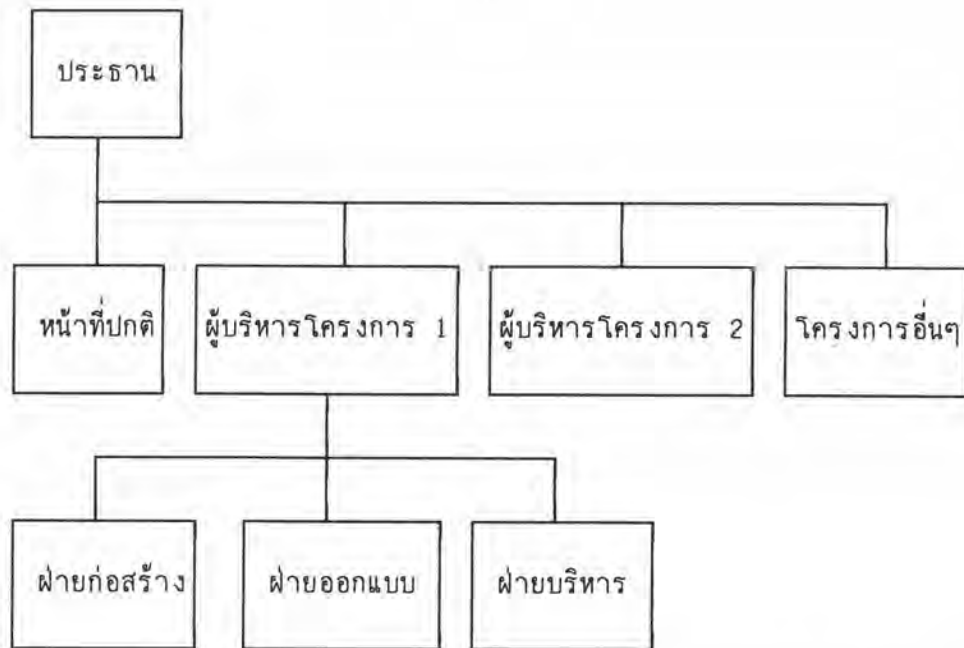 ประธาน
หน้าที่ปกติ
ผู้บริหารโครงการ 1
ผู้บริหารโครงการ 2
โครงการอื่นๆ
ฝ่ายก่อสร้าง
ฝ่ายออกแบบ
ฝ่ายบริหาร